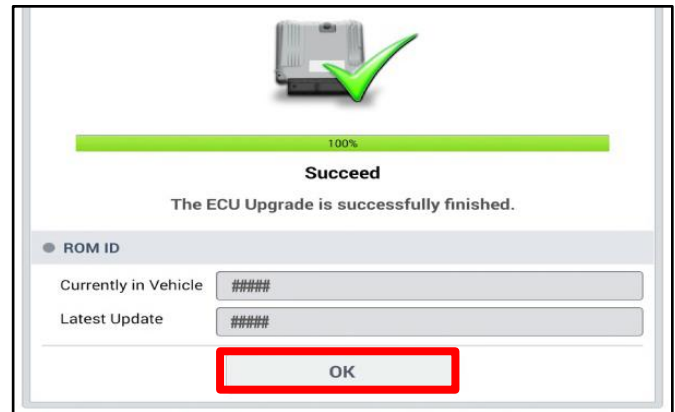 100%
Succeed
The ECU Upgrade is successfully finished.
ROM ID
Currently in Vehicle #####
Latest Update #####
OK